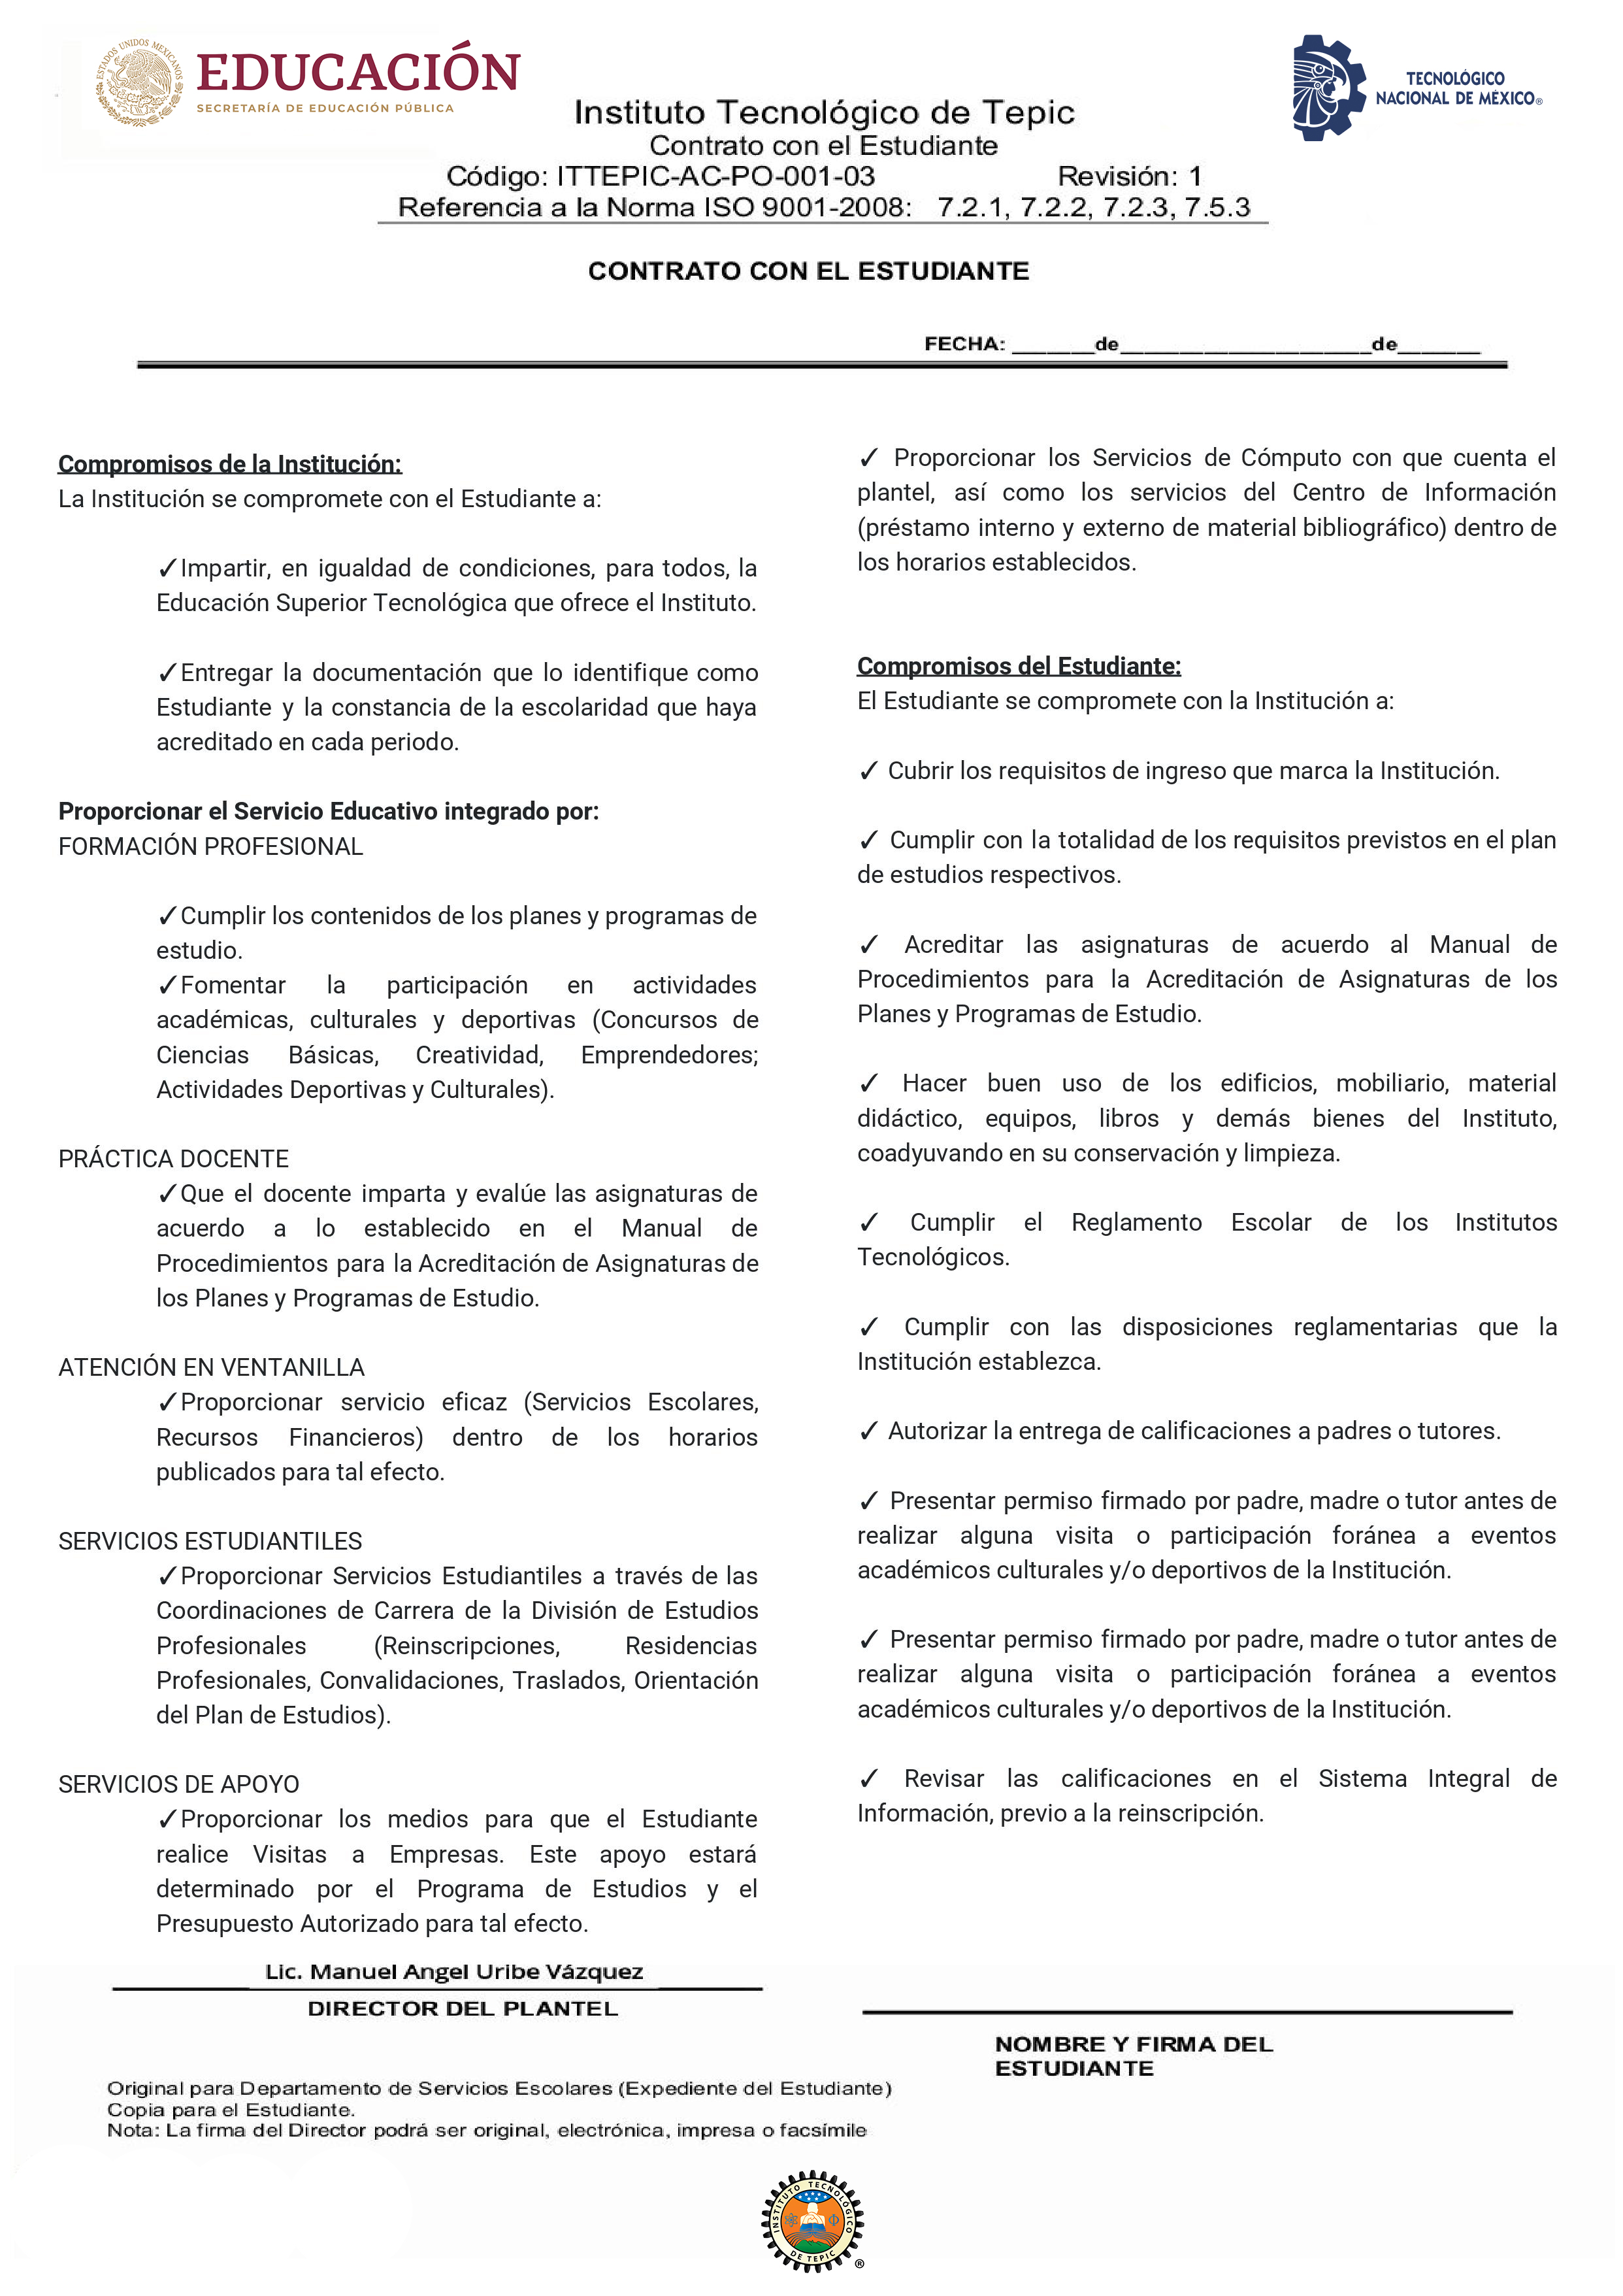 ESTADOS UNIDOS MEXICANOS
EDUCACIÓN
SECRETARÍA DE EDUCACIÓN PÚBLICA
TECNOLÓGICO
NACIONAL DE MÉXICO®
Instituto Tecnológico de Tepic
Contrato con el Estudiante
Código: ITTEPIC-AC-PO-001-03 Revisión: 1
Referencia a la Norma ISO 9001-2008: 7.2.1, 7.2.2, 7.2.3, 7.5.3
CONTRATO CON EL ESTUDIANTE
FECHA: _______de_____________________de_______
Compromisos de la Institución:
La Institución se compromete con el Estudiante a:
✓Impartir, en igualdad de condiciones, para todos, la
Educación Superior Tecnológica que ofrece el Instituto.
✓Entregar la documentación que lo identifique como
Estudiante y la constancia de la escolaridad que haya
acreditado en cada periodo.
Proporcionar el Servicio Educativo integrado por:
FORMACIÓN PROFESIONAL
✓Cumplir los contenidos de los planes y programas de
estudio.
✓Fomentar la participación en actividades
académicas, culturales y deportivas (Concursos de
Ciencias Básicas, Creatividad, Emprendedores;
Actividades Deportivas y Culturales).
PRÁCTICA DOCENTE
✓Que el docente imparta y evalúe las asignaturas de
acuerdo a lo establecido en el Manual de
Procedimientos para la Acreditación de Asignaturas de
los Planes y Programas de Estudio.
ATENCIÓN EN VENTANILLA
✓Proporcionar servicio eficaz (Servicios Escolares,
Recursos Financieros) dentro de los horarios
publicados para tal efecto.
SERVICIOS ESTUDIANTILES
✓Proporcionar Servicios Estudiantiles a través de las
Coordinaciones de Carrera de la División de Estudios
Profesionales (Reinscripciones, Residencias
Profesionales, Convalidaciones, Traslados, Orientación
del Plan de Estudios).
SERVICIOS DE APOYO
✓Proporcionar los medios para que el Estudiante
realice Visitas a Empresas. Este apoyo estará
determinado por el Programa de Estudios y el
Presupuesto Autorizado para tal efecto.
✓ Proporcionar los Servicios de Cómputo con que cuenta el
plantel, así como los servicios del Centro de Información
(préstamo interno y externo de material bibliográfico) dentro de
los horarios establecidos.
Compromisos del Estudiante:
El Estudiante se compromete con la Institución a:
✓ Cubrir los requisitos de ingreso que marca la Institución.
✓ Cumplir con la totalidad de los requisitos previstos en el plan
de estudios respectivos.
✓ Acreditar las asignaturas de acuerdo al Manual de
Procedimientos para la Acreditación de Asignaturas de los
Planes y Programas de Estudio.
✓ Hacer buen uso de los edificios, mobiliario, material
didáctico, equipos, libros y demás bienes del Instituto,
coadyuvando en su conservación y limpieza.
✓ Cumplir el Reglamento Escolar de los Institutos
Tecnológicos.
✓ Cumplir con las disposiciones reglamentarias que la
Institución establezca.
✓ Autorizar la entrega de calificaciones a padres o tutores.
✓ Presentar permiso firmado por padre, madre o tutor antes de
realizar alguna visita o participación foránea a eventos
académicos culturales y/o deportivos de la Institución.
✓ Presentar permiso firmado por padre, madre o tutor antes de
realizar alguna visita o participación foránea a eventos
académicos culturales y/o deportivos de la Institución.
✓ Revisar las calificaciones en el Sistema Integral de
Información, previo a la reinscripción.
Lic. Manuel Angel Uribe Vázquez
DIRECTOR DEL PLANTEL
NOMBRE Y FIRMA DEL
ESTUDIANTE
Original para Departamento de Servicios Escolares (Expediente del Estudiante)
Copia para el Estudiante.
Nota: La firma del Director podrá ser original, electrónica, impresa o facsímile
INSTITUTO TECNOLÓGICO
DE TEPIC
®